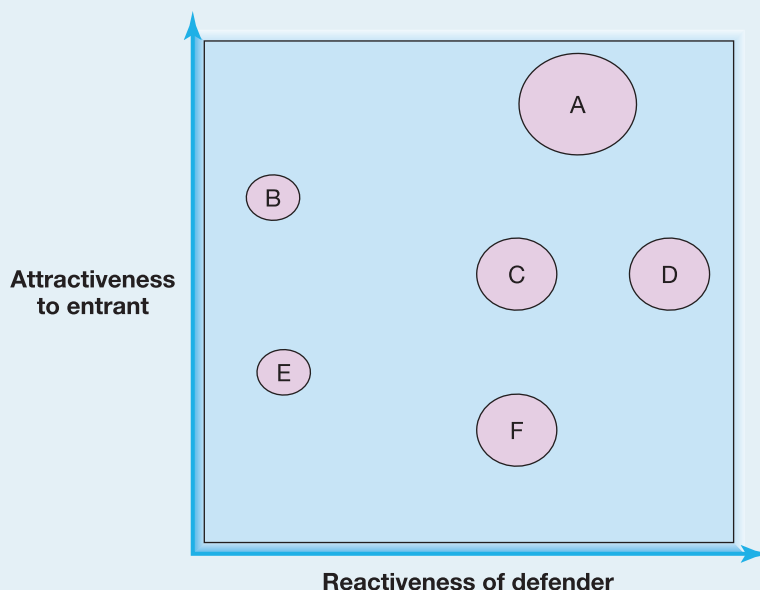 A
B
C
D
Attractiveness
to entrant
E
F
Reactiveness of defender